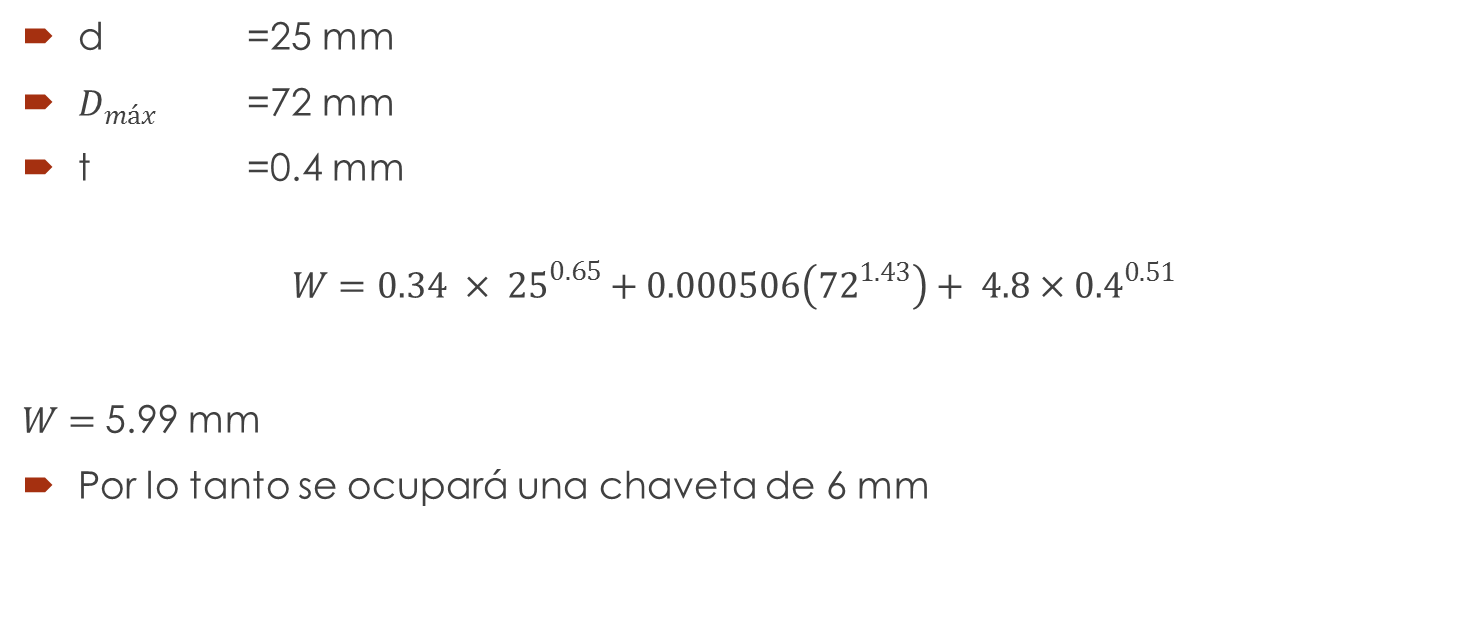 d =25 mm
D_máx =72 mm
t =0.4 mm
W = 0.34 × 25^0.65 + 0.000506(72^1.43) + 4.8 × 0.4^0.51
W = 5.99 mm
Por lo tanto se ocupará una chaveta de 6 mm